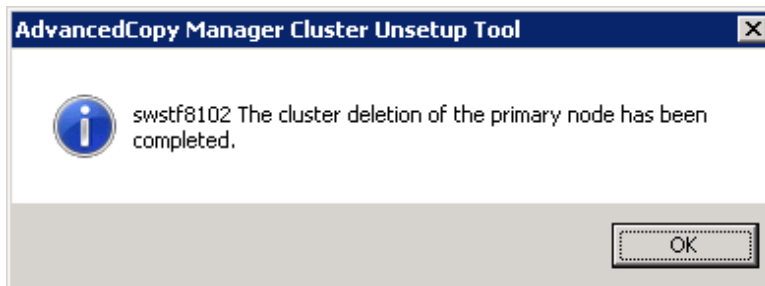 AdvancedCopy Manager Cluster Unsetup Tool
swstf8102 The cluster deletion of the primary node has been
completed.
OK